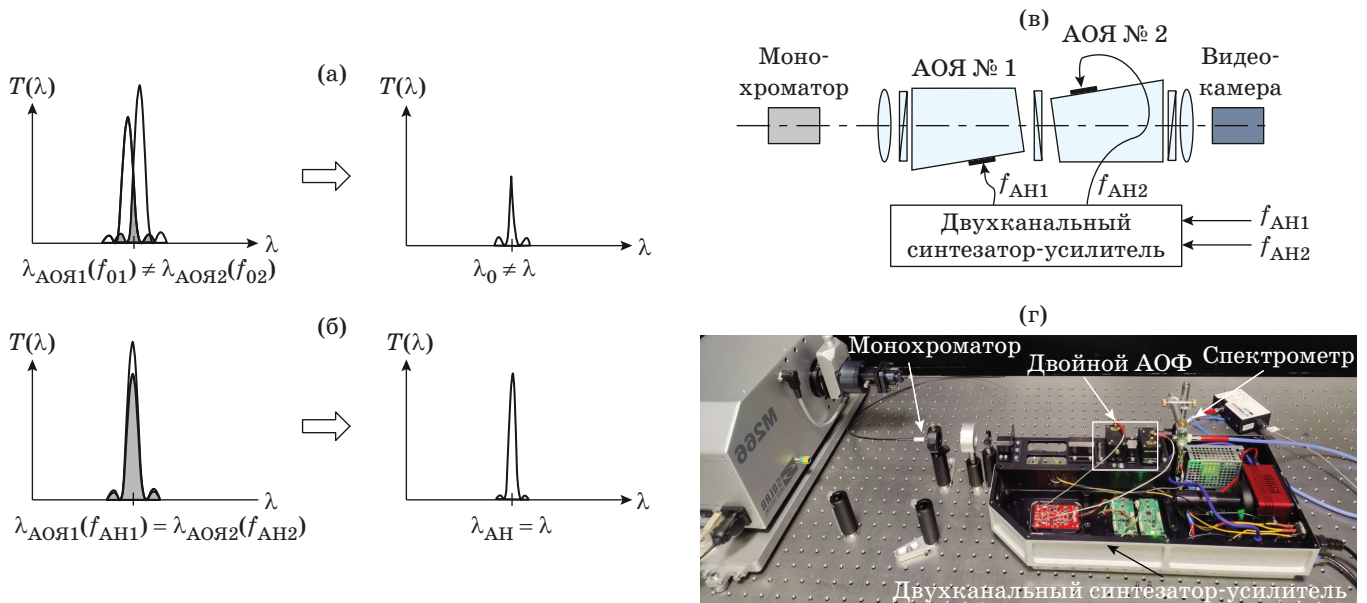 (а)
T(λ)
λ
λАОЯ1(f01) ≠ λАОЯ2(f02)
T(λ)
λ
λ0 ≠ λ
(б)
T(λ)
λ
λАОЯ1(fАН1) = λАОЯ2(fАН2)
T(λ)
λ
λАН = λ
(в)
Моно-
хроматор
АОЯ № 1
АОЯ № 2
Видео-
камера
fАН1
fАН2
Двухканальный
синтезатор-усилитель
fАН1
fАН2
(г)
Монохроматор
Двойной АОФ
Спектрометр
M266
Двухканальный синтезатор-усилитель